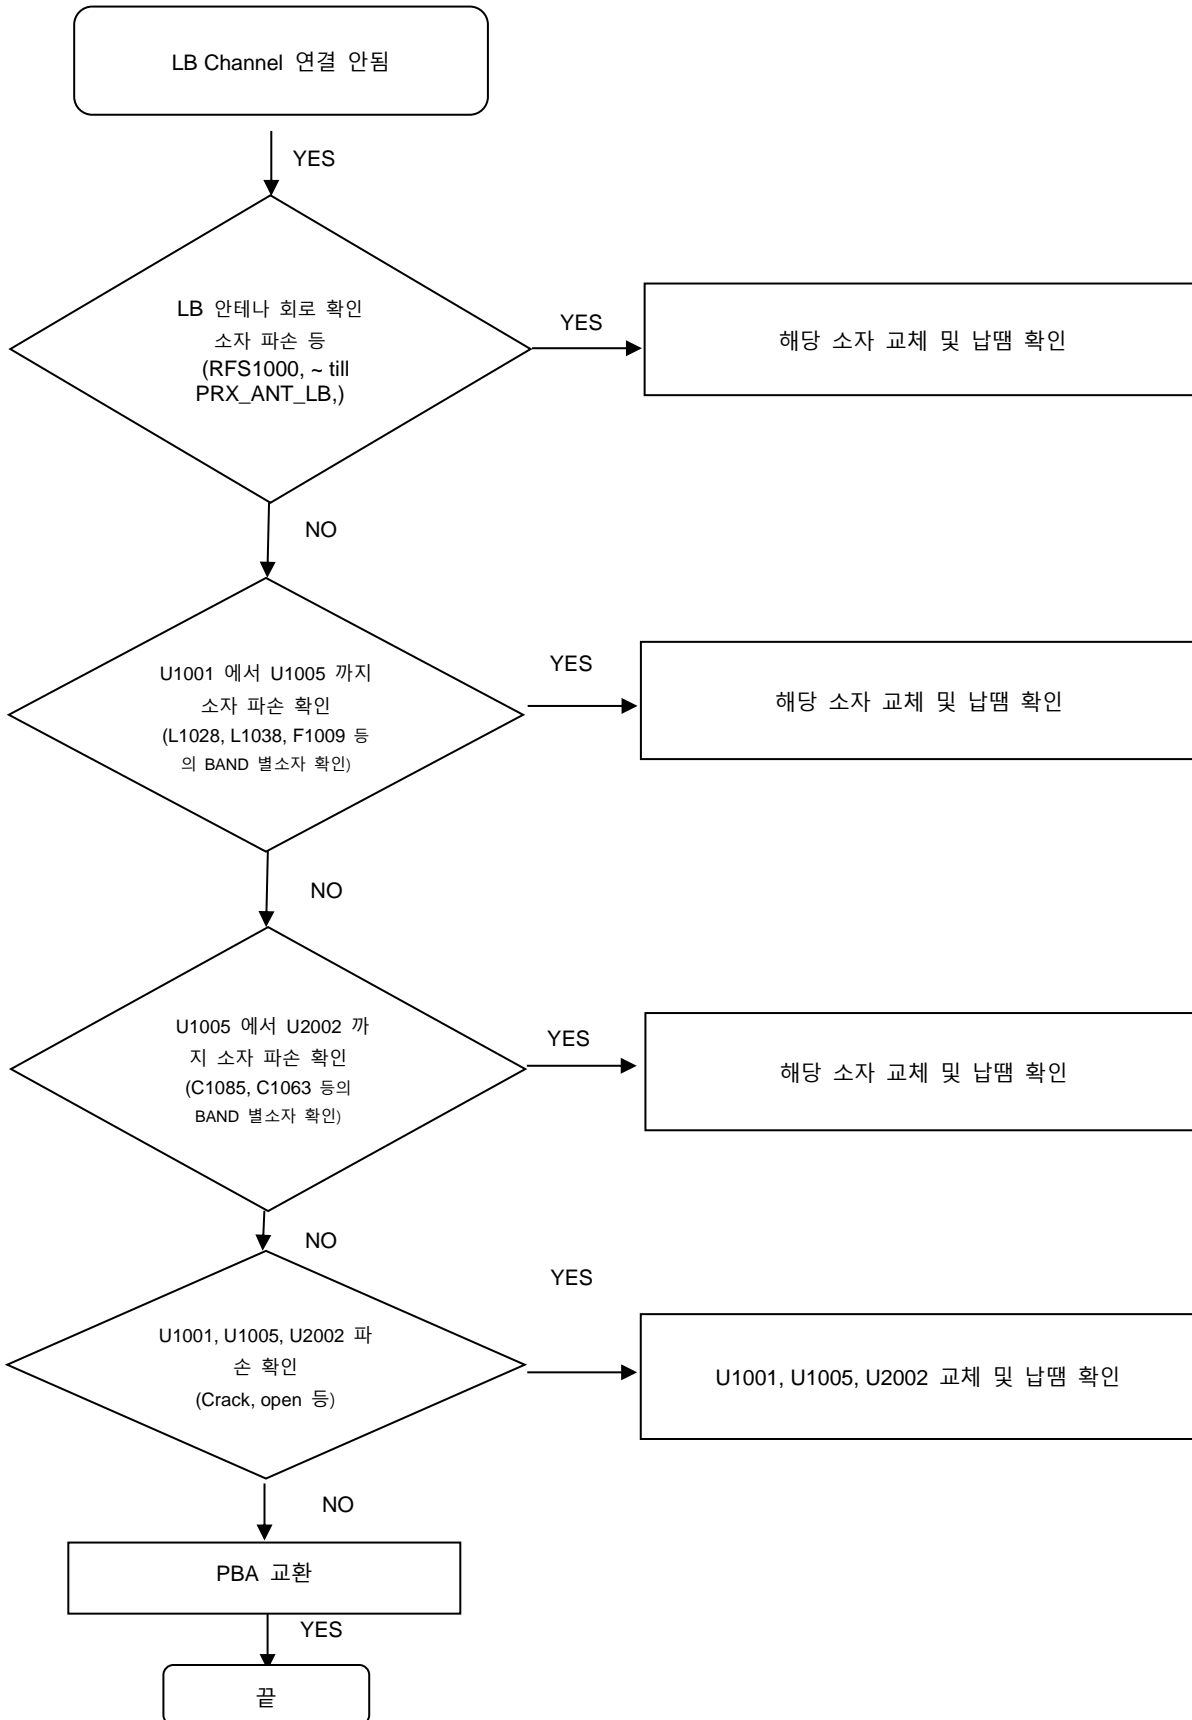 LB Channel 연결 안됨
YES
LB 안테나 회로 확인
소자 파손 등
(RFS1000, ~ till
PRX_ANT_LB,)
YES
해당 소자 교체 및 납땜 확인
NO
U1001 에서 U1005 까지
소자 파손 확인
(L1028, L1038, F1009 등
의 BAND 별소자 확인)
YES
해당 소자 교체 및 납땜 확인
NO
U1005 에서 U2002 까
지 소자 파손 확인
(C1085, C1063 등의
BAND 별소자 확인)
YES
해당 소자 교체 및 납땜 확인
NO
U1001, U1005, U2002 파
손 확인
(Crack, open 등)
YES
U1001, U1005, U2002 교체 및 납땜 확인
NO
PBA 교환
YES
끝